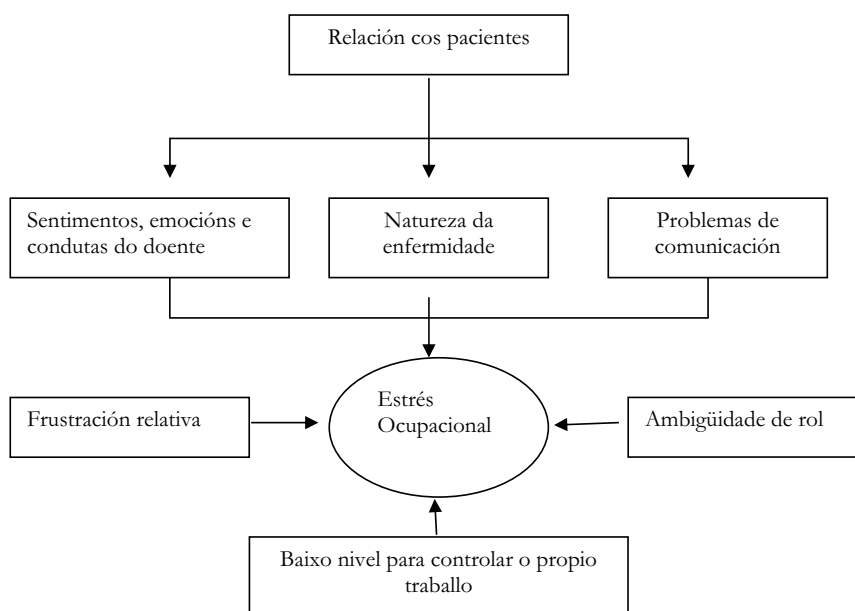 Relación cos pacientes
Sentimentos, emocións e
condutas do doente
Natureza da
enfermidade
Problemas de
comunicación
Estrés
Ocupacional
Frustración relativa
Ambigüidade de rol
Baixo nivel para controlar o propio
traballo